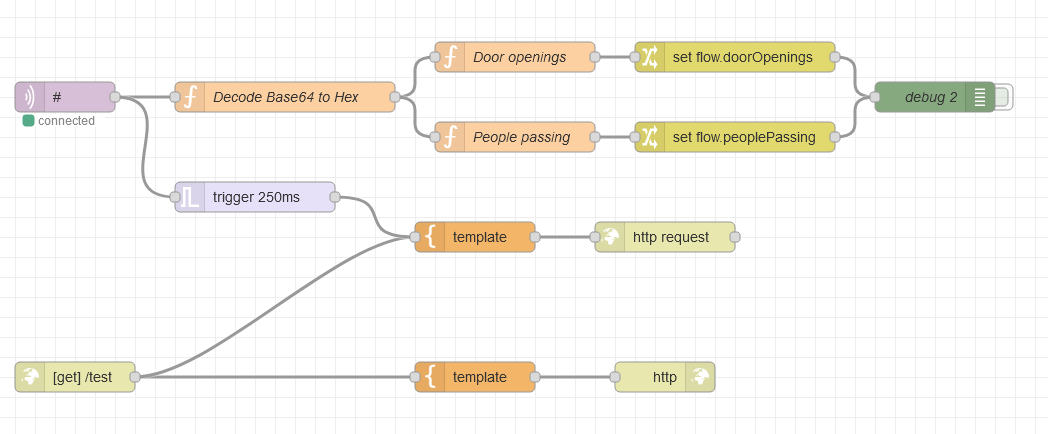 Door openings
set flow.doorOpenings
#
Decode Base64 to Hex
debug 2
connected
People passing
set flow.peoplePassing
trigger 250ms
template
http request
[get] /test
template
http